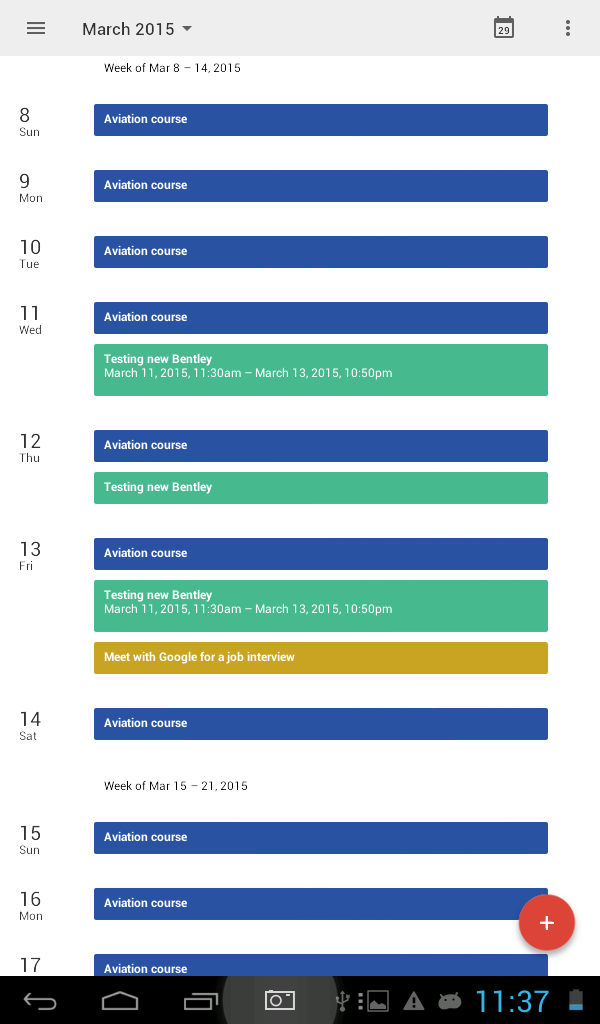 March 2015
29
Week of Mar 8 – 14, 2015
8
Sun
Aviation course
9
Mon
Aviation course
10
Tue
Aviation course
11
Wed
Aviation course
Testing new Bentley
March 11, 2015, 11:30am – March 13, 2015, 10:50pm
12
Thu
Aviation course
Testing new Bentley
13
Fri
Aviation course
Testing new Bentley
March 11, 2015, 11:30am – March 13, 2015, 10:50pm
Meet with Google for a job interview
14
Sat
Aviation course
Week of Mar 15 – 21, 2015
15
Sun
Aviation course
16
Mon
Aviation course
17
Aviation course
11:37